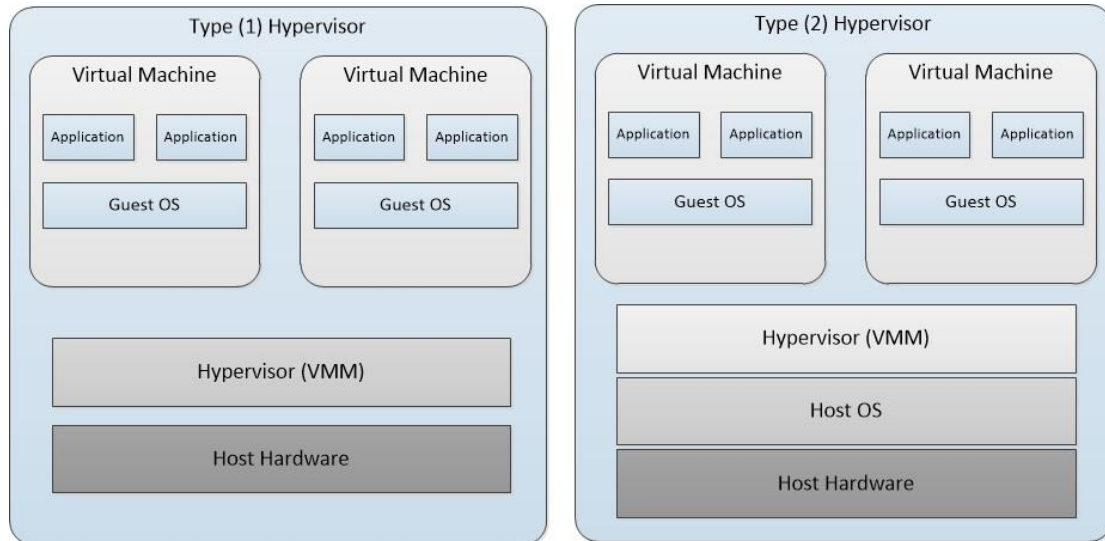 Type (1) Hypervisor
Virtual Machine
Application
Application
Guest OS
Virtual Machine
Application
Application
Guest OS
Hypervisor (VMM)
Host Hardware
Type (2) Hypervisor
Virtual Machine
Application
Application
Guest OS
Virtual Machine
Application
Application
Guest OS
Hypervisor (VMM)
Host OS
Host Hardware